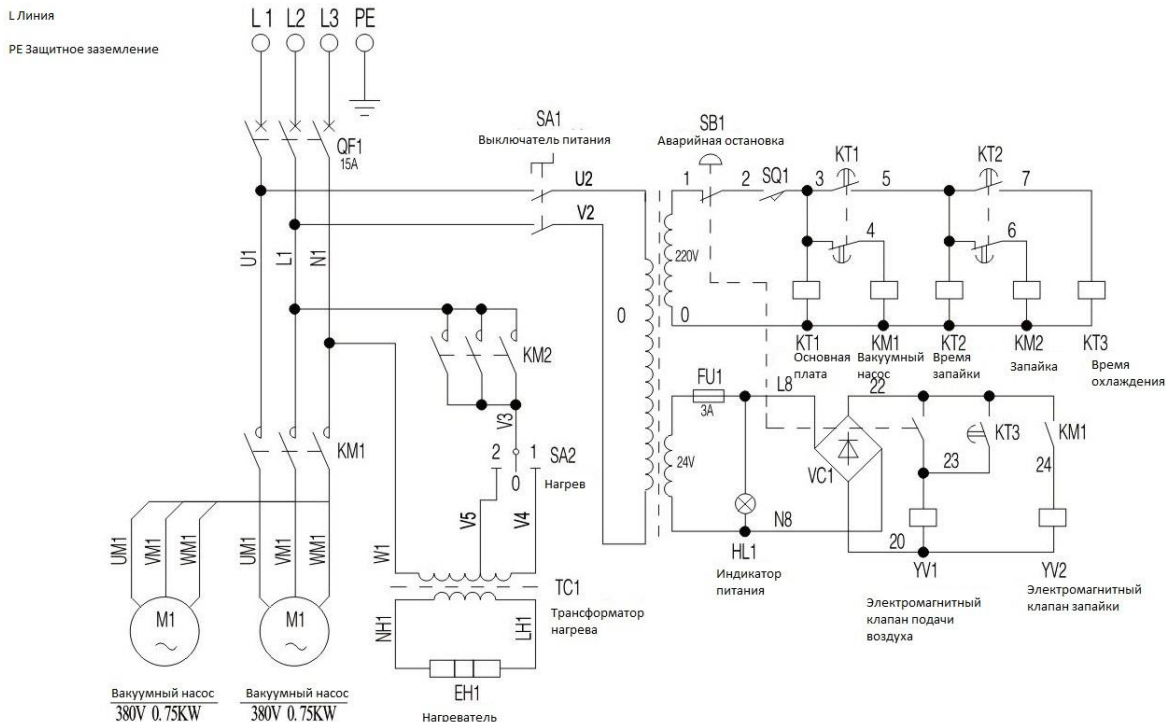 L Линия
PE Защитное заземление
L1 L2 L3 PE
QF1
15A
SA1
Выключатель питания
SB1
Аварийная остановка
U2
V2
1
2
SQ1
3
KT1
5
KT2
7
4
6
220V
0
0
U1
L1
N1
KT1
KM1
KT2
KM2
KT3
Основная плата
Вакуумный насос
Время запайки
Запайка
Время охлаждения
KM2
V3
KM1
2
1
SA2
0
Нагрев
V5
V4
W1
TC1
Трансформатор нагрева
NH1
LH1
EH1
Нагреватель
FU1
3A
24V
L8
N8
HL1
Индикатор питания
VC1
22
KT3
KM1
23
24
20
YV1
YV2
Электромагнитный клапан подачи воздуха
Электромагнитный клапан запайки
UM1
VM1
WM1
UM1
VM1
WM1
M1
M1
Вакуумный насос
380V 0.75KW
Вакуумный насос
380V 0.75KW